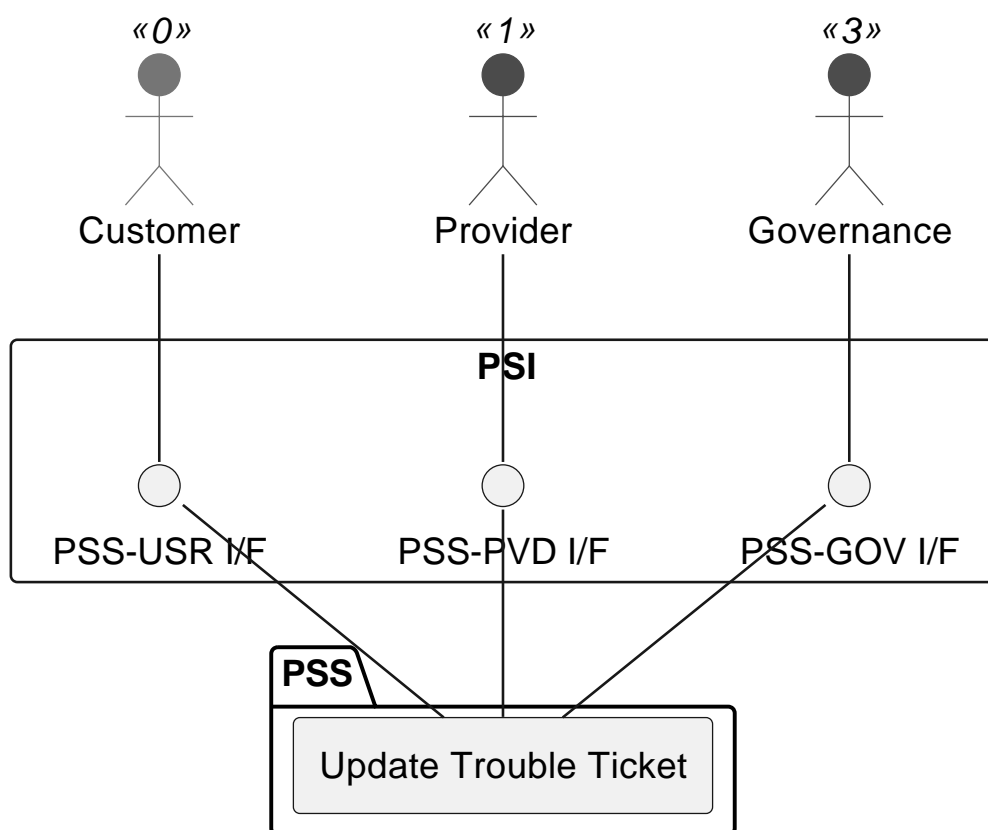 «0» «1» «3»
Customer Provider Governance
PSI
PSS-USR I/F PSS-PVD I/F PSS-GOV I/F
PSS
Update Trouble Ticket